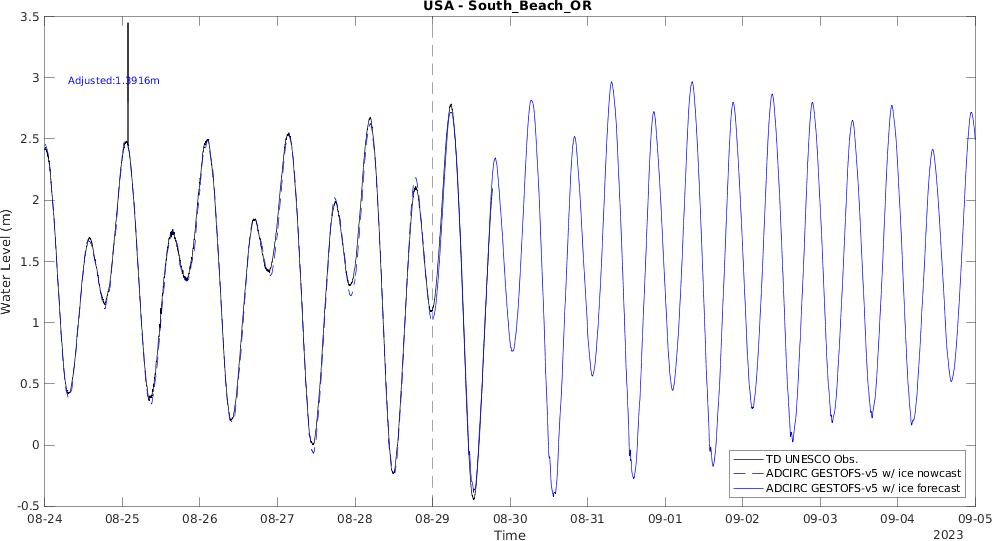 USA - South_Beach_OR
3.5
3
2.5
2
1.5
1
0.5
0
-0.5
Water Level (m)
Adjusted:1.3916m
TD UNESCO Obs.
ADCIRC GESTOFS-v5 w/ ice nowcast
ADCIRC GESTOFS-v5 w/ ice forecast
08-24 08-25 08-26 08-27 08-28 08-29 08-30 08-31 09-01 09-02 09-03 09-04 09-05
Time
2023